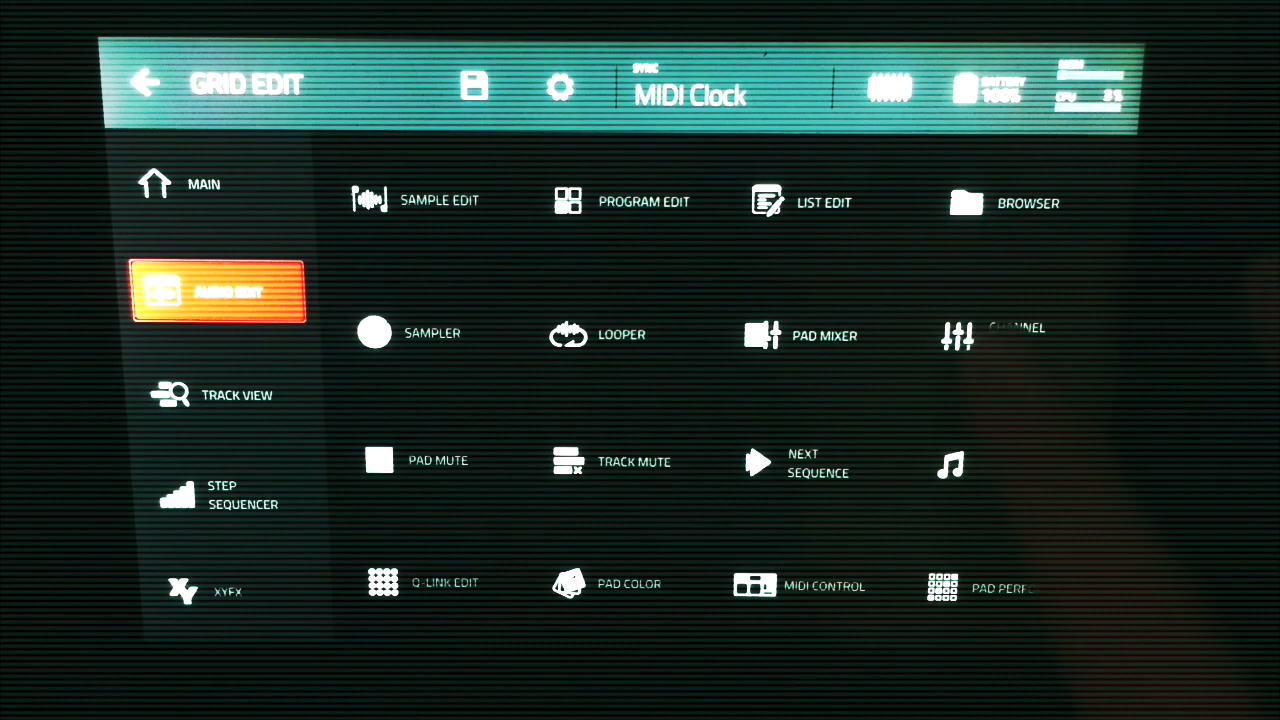 GRID EDIT
SYNC
MIDI Clock
BATTERY
100%
CPU
MAIN
SAMPLE EDIT
PROGRAM EDIT
LIST EDIT
BROWSER
AUDIO EDIT
SAMPLER
LOOPER
PAD MIXER
CHANNEL
TRACK VIEW
PAD MUTE
TRACK MUTE
NEXT
SEQUENCE
STEP
SEQUENCER
Q-LINK EDIT
PAD COLOR
MIDI CONTROL
PAD
XYFX